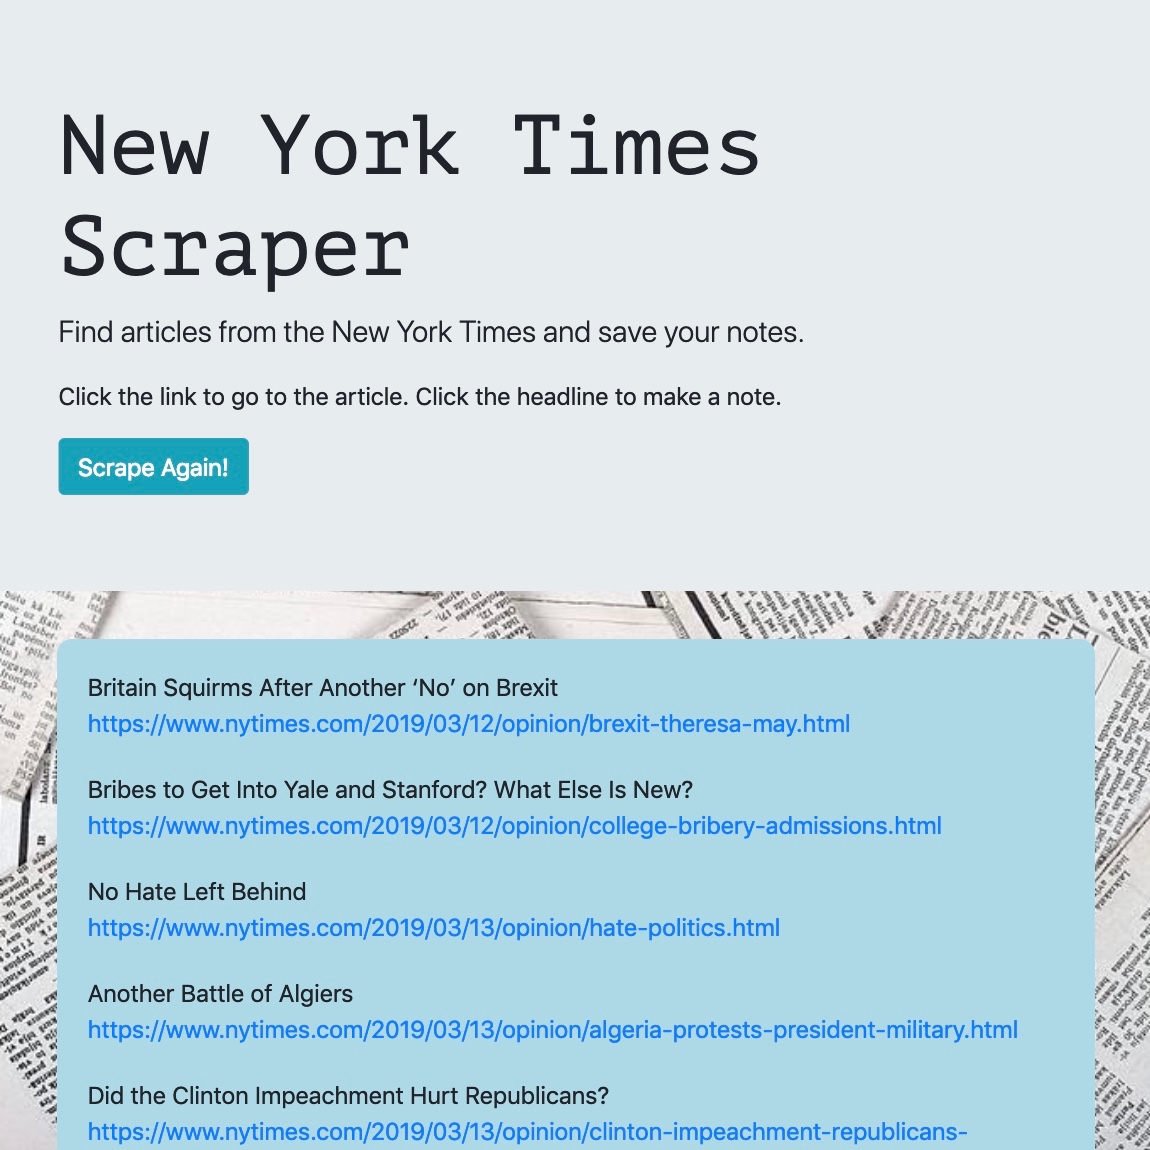 New York Times
Scraper
Find articles from the New York Times and save your notes.
Click the link to go to the article. Click the headline to make a note.
Scrape Again!
Britain Squirms After Another ‘No’ on Brexit
https://www.nytimes.com/2019/03/12/opinion/brexit-theresa-may.html
Bribes to Get Into Yale and Stanford? What Else Is New?
https://www.nytimes.com/2019/03/12/opinion/college-bribery-admissions.html
No Hate Left Behind
https://www.nytimes.com/2019/03/13/opinion/hate-politics.html
Another Battle of Algiers
https://www.nytimes.com/2019/03/13/opinion/algeria-protests-president-military.html
Did the Clinton Impeachment Hurt Republicans?
https://www.nytimes.com/2019/03/13/opinion/clinton-impeachment-republicans-